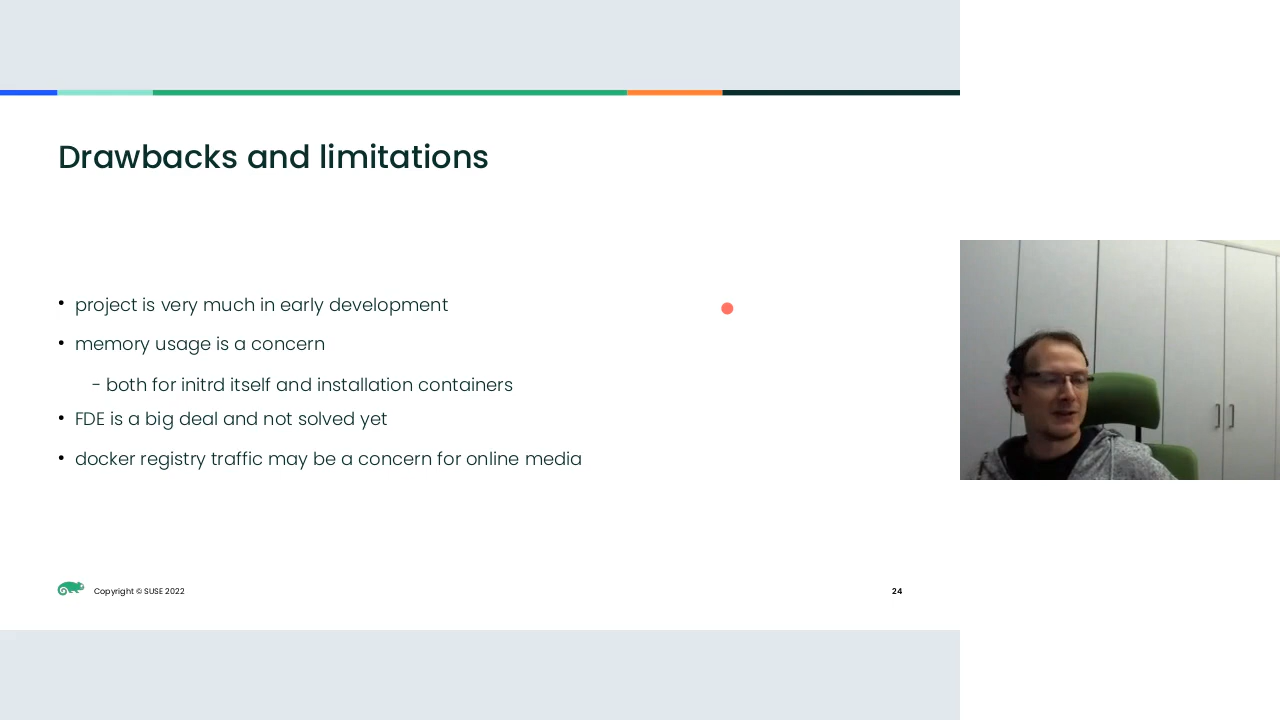 Drawbacks and limitations
• project is very much in early development
• memory usage is a concern
- both for initrd itself and installation containers
• FDE is a big deal and not solved yet
• docker registry traffic may be a concern for online media
Copyright © SUSE 2022
24